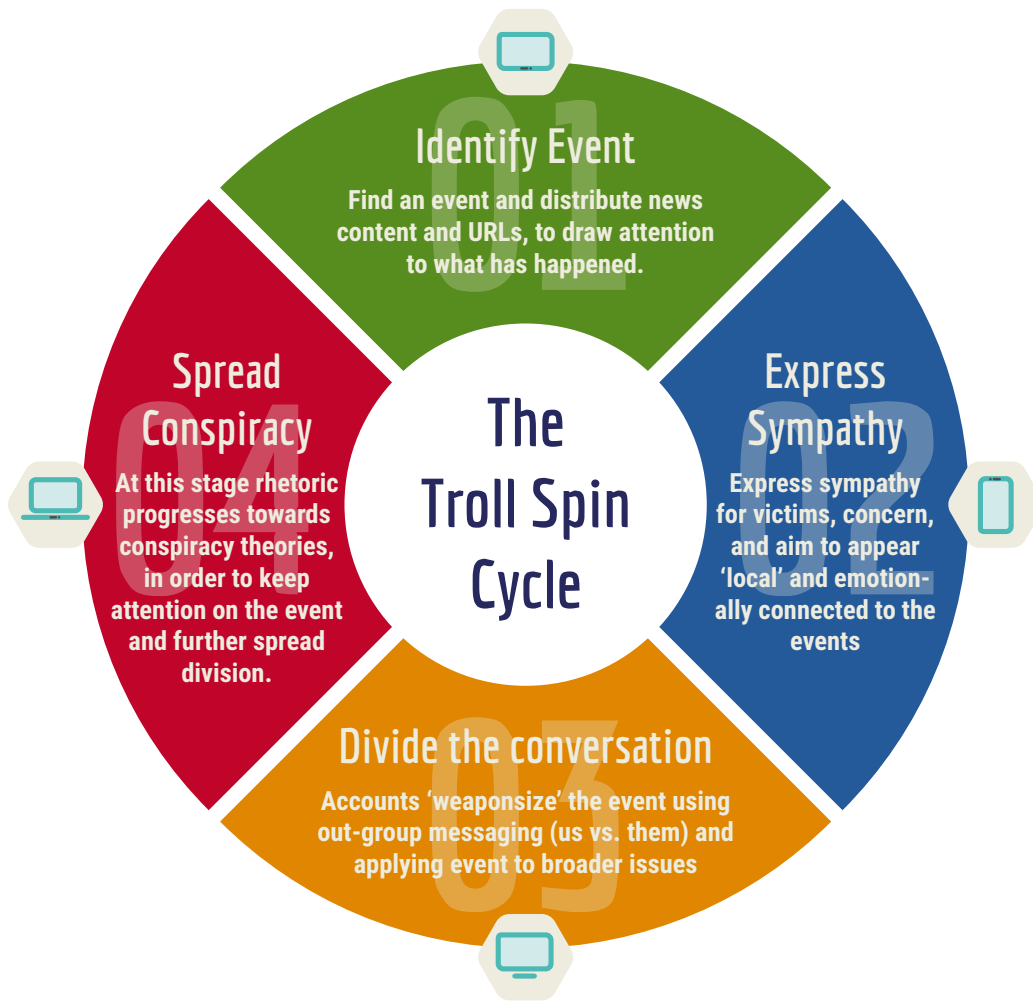 The
Troll Spin
Cycle
01
Identify Event
Find an event and distribute news
content and URLs, to draw attention
to what has happened.
02
Express
Sympathy
Express sympathy
for victims, concern,
and aim to appear
‘local’ and emotion-
ally connected to the
events
03
Divide the conversation
Accounts ‘weaponsize’ the event using
out-group messaging (us vs. them) and
applying event to broader issues
04
Spread
Conspiracy
At this stage rhetoric
progresses towards
conspiracy theories,
in order to keep
attention on the event
and further spread
division.